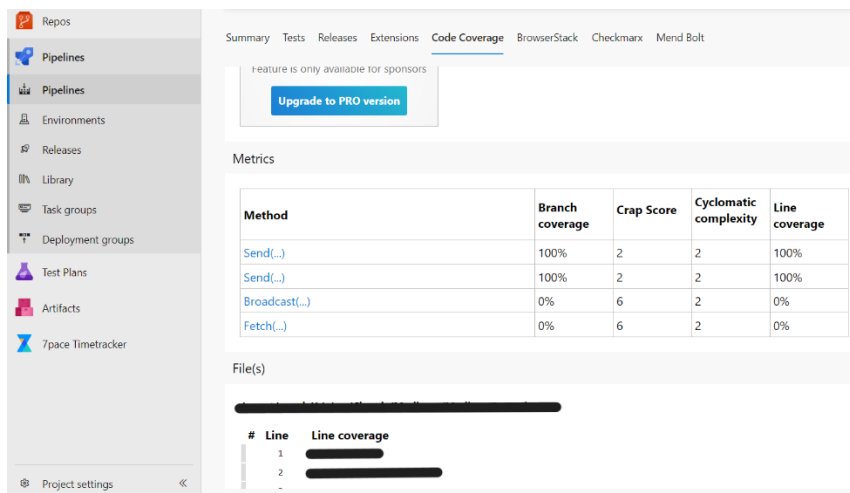 Repos
Pipelines
Pipelines
Environments
Releases
Library
Task groups
Deployment groups
Test Plans
Artifacts
7pace Timetracker
Project settings
Summary Tests Releases Extensions Code Coverage BrowserStack Checkmarx Mend Bolt
Feature is only available for sponsors
Upgrade to PRO version
Metrics
Method Branch coverage Crap Score Cyclomatic complexity Line coverage
Send(...) 100% 2 2 100%
Send(...) 100% 2 2 100%
Broadcast(...) 0% 6 2 0%
Fetch(...) 0% 6 2 0%
File(s)
# Line Line coverage
1
2